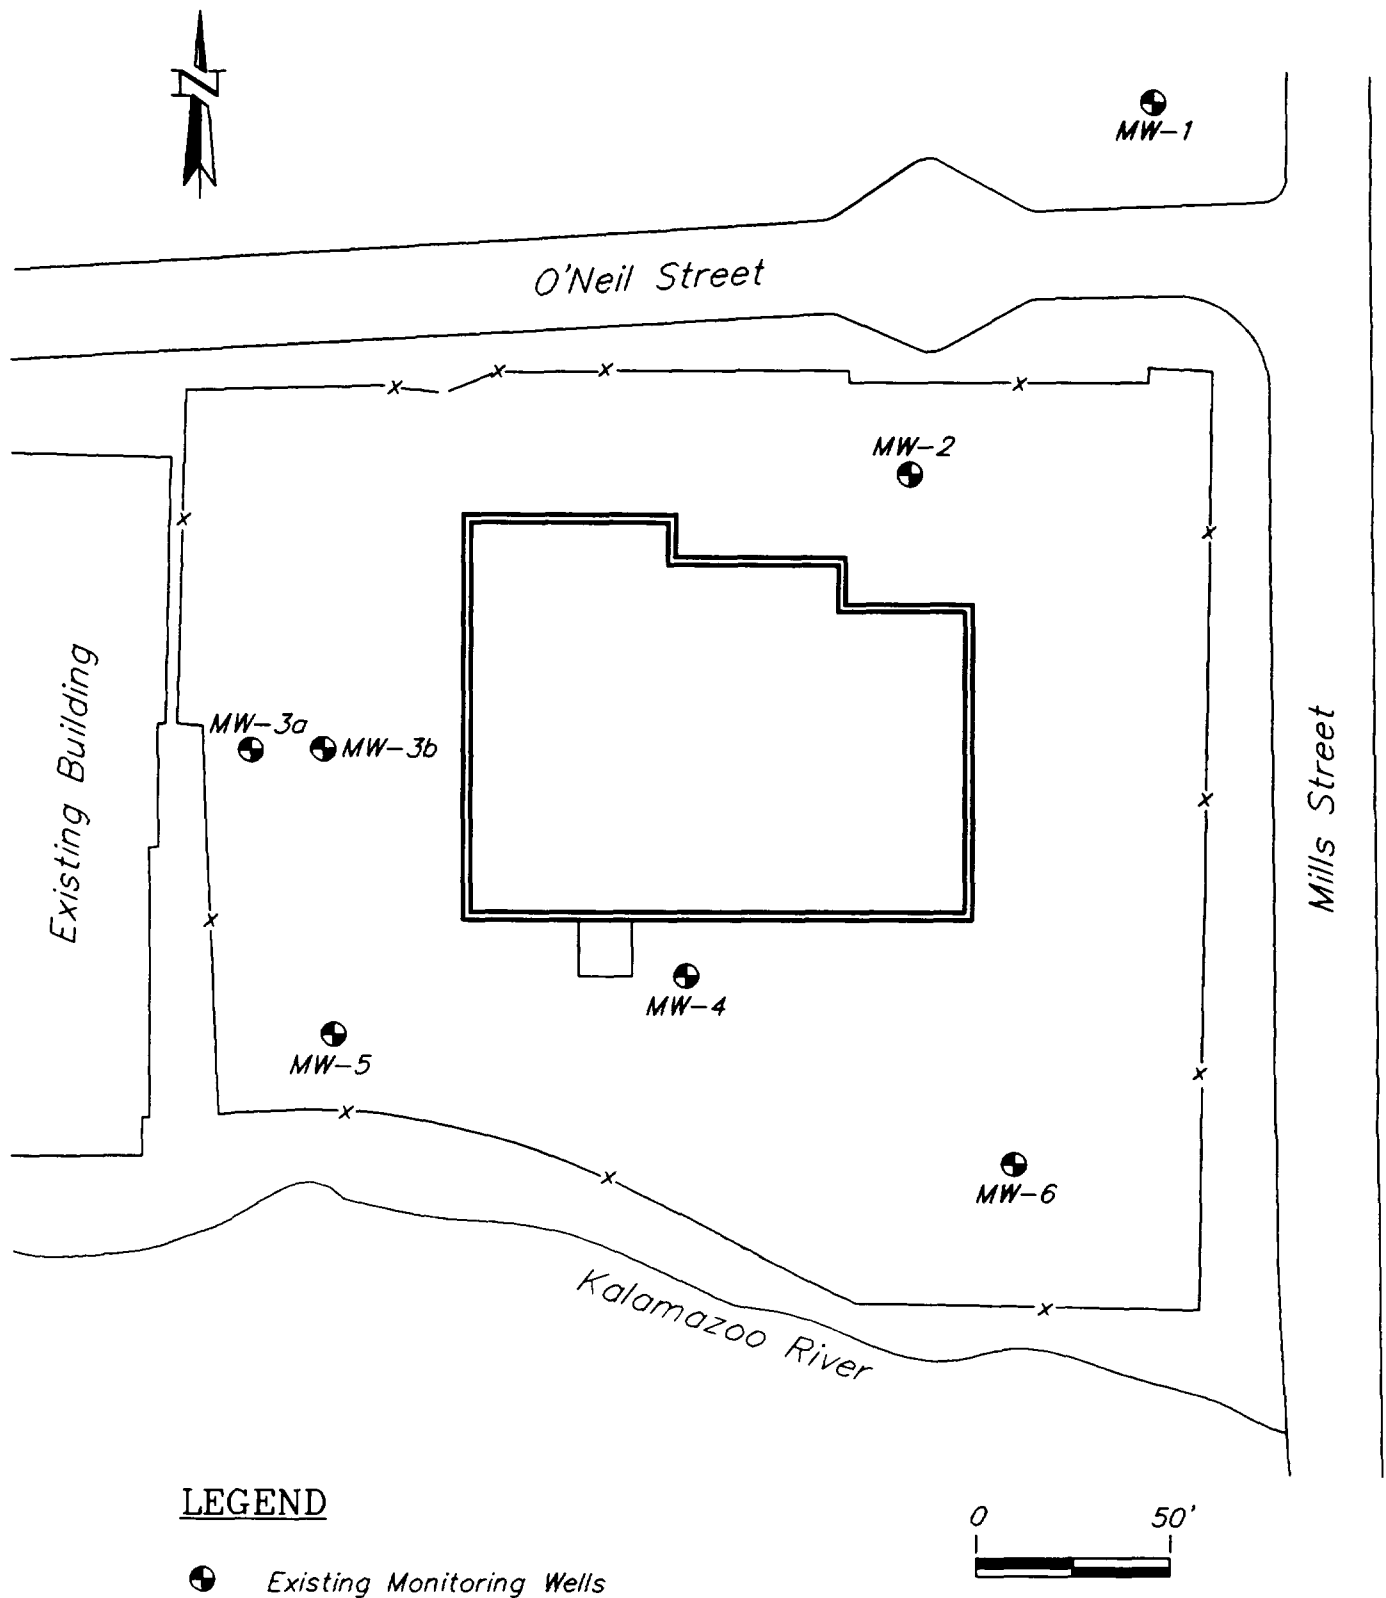 N
MW-1
O'Neil Street
MW-2
MW-3a
MW-3b
Existing Building
Mills Street
MW-4
MW-5
MW-6
Kalamazoo River
LEGEND
0 50'
Existing Monitoring Wells